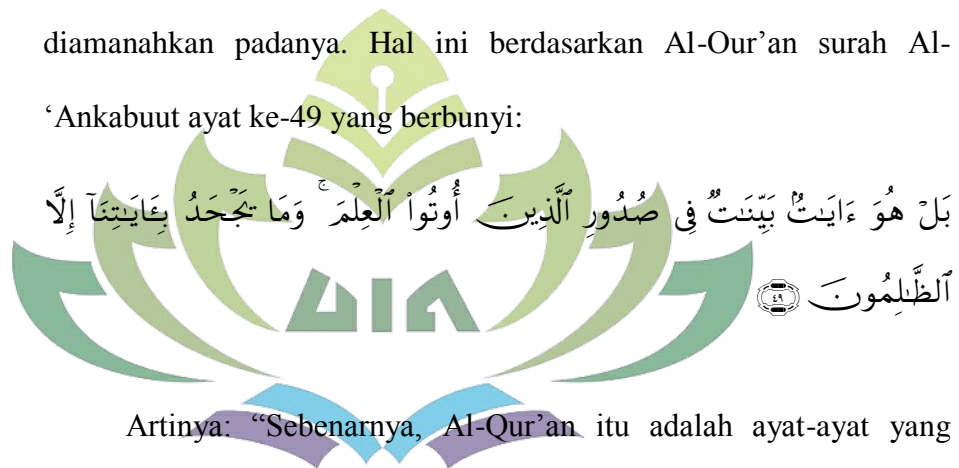 diamanahkan padanya. Hal ini berdasarkan Al-Our’an surah Al-
‘Ankabuut ayat ke-49 yang berbunyi:
بَلۡ هُوَ ءَايَٰتُۢ بَيِّنَٰتٞ فِي صُدُورِ ٱلَّذِينَ أُوتُواْ ٱلۡعِلۡمَۚ وَمَا يَجۡحَدُ بِـَٔايَٰتِنَآ إِلَّا
ٱلظَّٰلِمُونَ ٤٩
Artinya: “Sebenarnya, Al-Qur’an itu adalah ayat-ayat yang